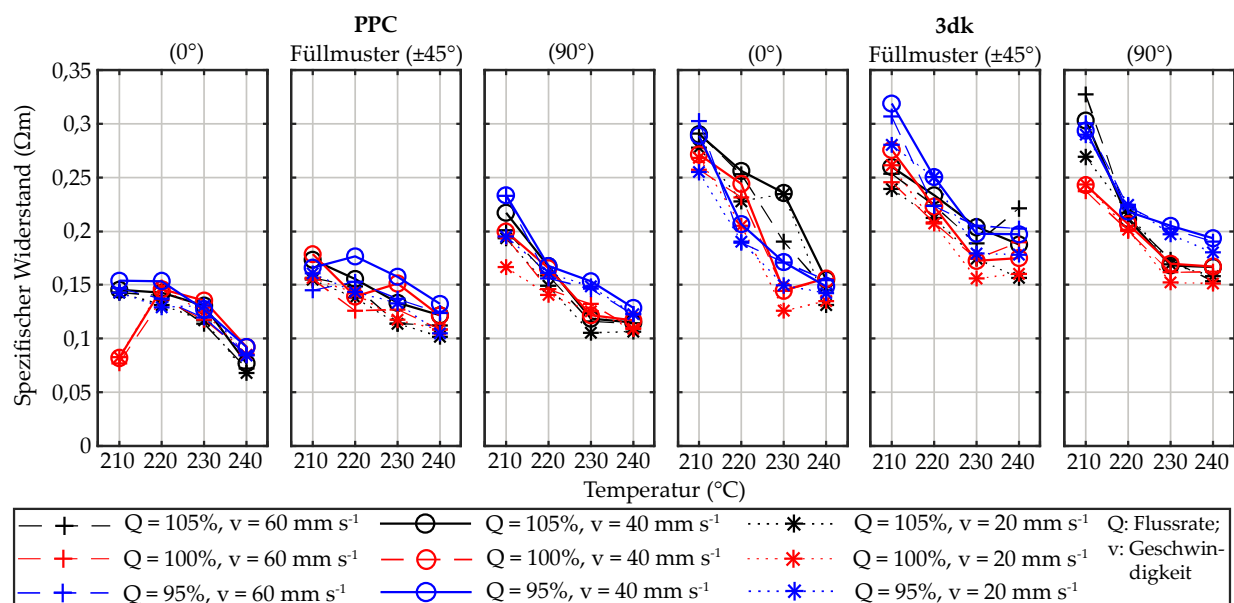 PPC
3dk
(0°)
Füllmuster (±45°)
(90°)
(0°)
Füllmuster (±45°)
(90°)
Spezifischer Widerstand (Ωm)
0,35
0,3
0,25
0,2
0,15
0,1
0,05
0
210 220 230 240
210 220 230 240
210 220 230 240
210 220 230 240
210 220 230 240
210 220 230 240
Temperatur (°C)
Q = 105%, v = 60 mm s⁻¹
Q = 105%, v = 40 mm s⁻¹
Q = 105%, v = 20 mm s⁻¹
Q: Flussrate;
Q = 100%, v = 60 mm s⁻¹
Q = 100%, v = 40 mm s⁻¹
Q = 100%, v = 20 mm s⁻¹
v: Geschwin-
digkeit
Q = 95%, v = 60 mm s⁻¹
Q = 95%, v = 40 mm s⁻¹
Q = 95%, v = 20 mm s⁻¹